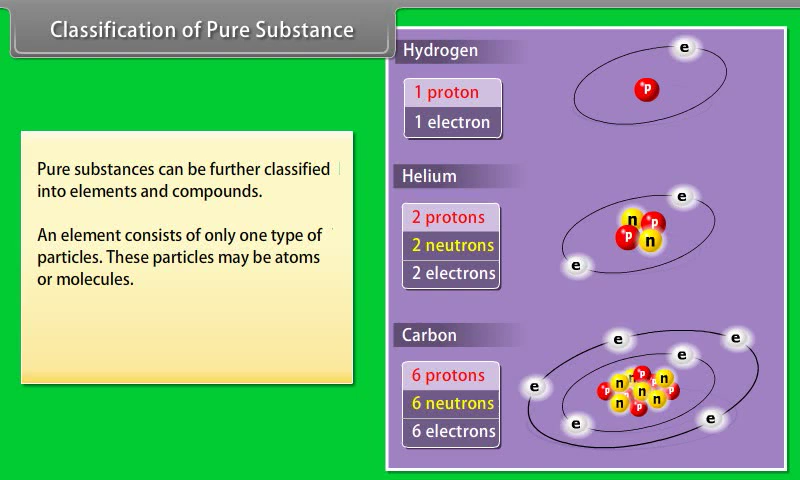 Classification of Pure Substance
Pure substances can be further classified
into elements and compounds.
An element consists of only one type of
particles. These particles may be atoms
or molecules.
Hydrogen
1 proton
1 electron
e
+p
Helium
2 protons
2 neutrons
2 electrons
e
n
+p
+p
n
e
Carbon
6 protons
6 neutrons
6 electrons
e
e
e
e
e
e
n
n
+p
p
n
+p
n
p
n
n
+p